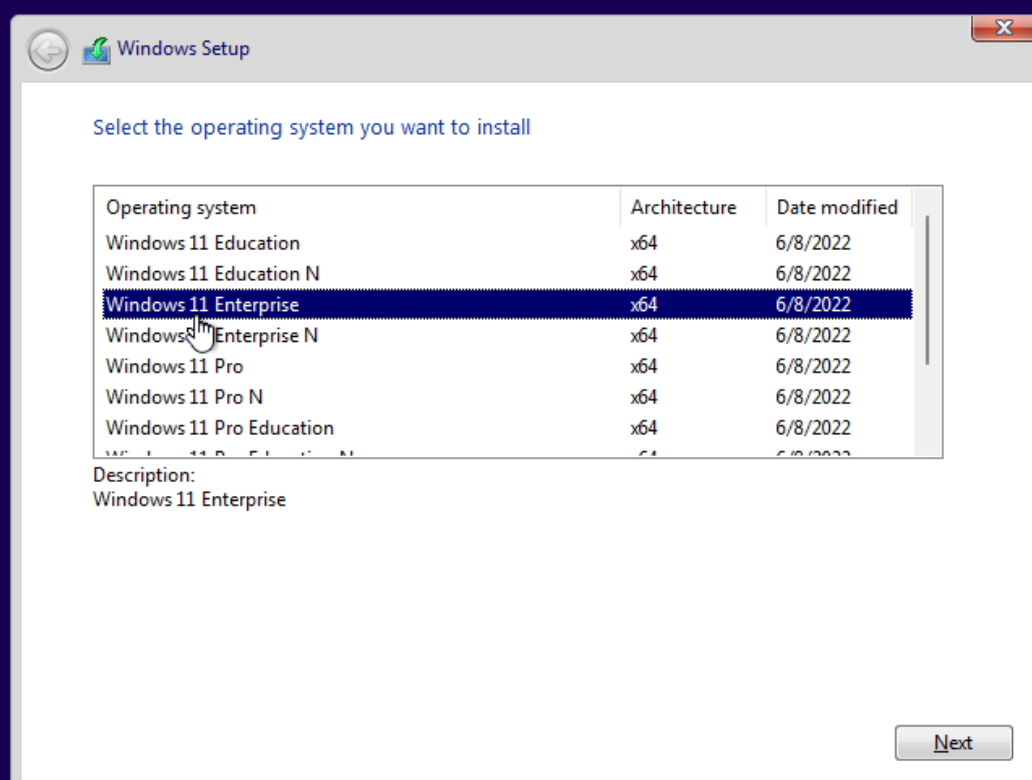 Windows Setup
Select the operating system you want to install
Operating system Architecture Date modified
Windows 11 Education x64 6/8/2022
Windows 11 Education N x64 6/8/2022
Windows 11 Enterprise x64 6/8/2022
Windows Enterprise N x64 6/8/2022
Windows 11 Pro x64 6/8/2022
Windows 11 Pro N x64 6/8/2022
Windows 11 Pro Education x64 6/8/2022
Description:
Windows 11 Enterprise
Next